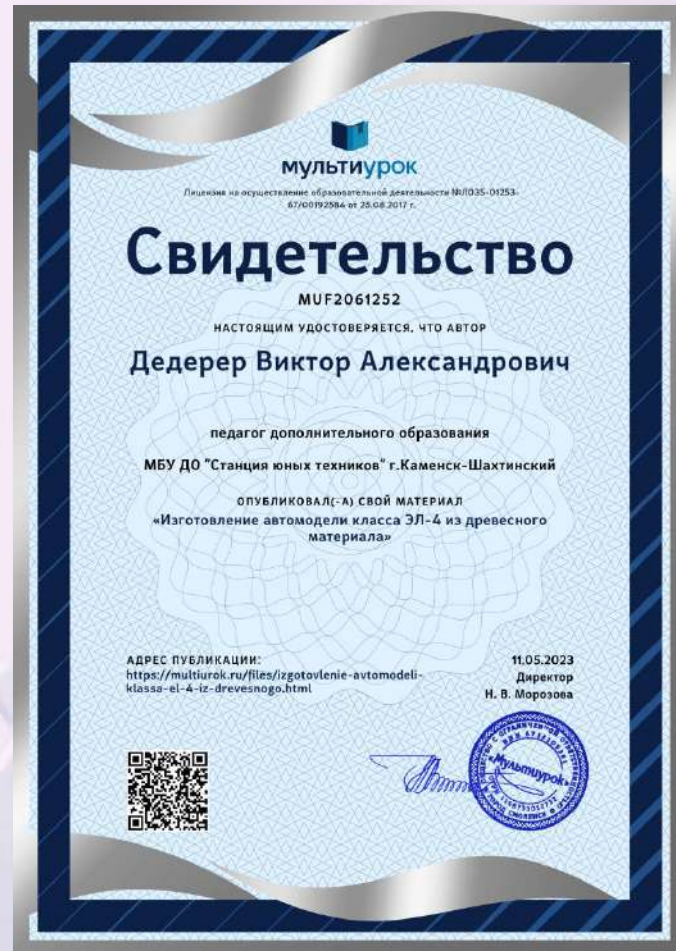 мультиурок
Лицензия на осуществление образовательной деятельности №Л035-01253-
67/00192584 от 25.08.2017 г.
Свидетельство
MUF2061252
НАСТОЯЩИМ УДОСТОВЕРЯЕТСЯ, ЧТО АВТОР
Дедерер Виктор Александрович
педагог дополнительного образования
МБУ ДО "Станция юных техников" г.Каменск-Шахтинский
ОПУБЛИКОВАЛ(-А) СВОЙ МАТЕРИАЛ
«Изготовление автомодели класса ЭЛ-4 из древесного
материала»
АДРЕС ПУБЛИКАЦИИ:
https://multiurok.ru/files/izgotovlenie-avtomodeli-
klassa-el-4-iz-drevesnogo.html
11.05.2023
Директор
Н. В. Морозова
«Мультиурок»